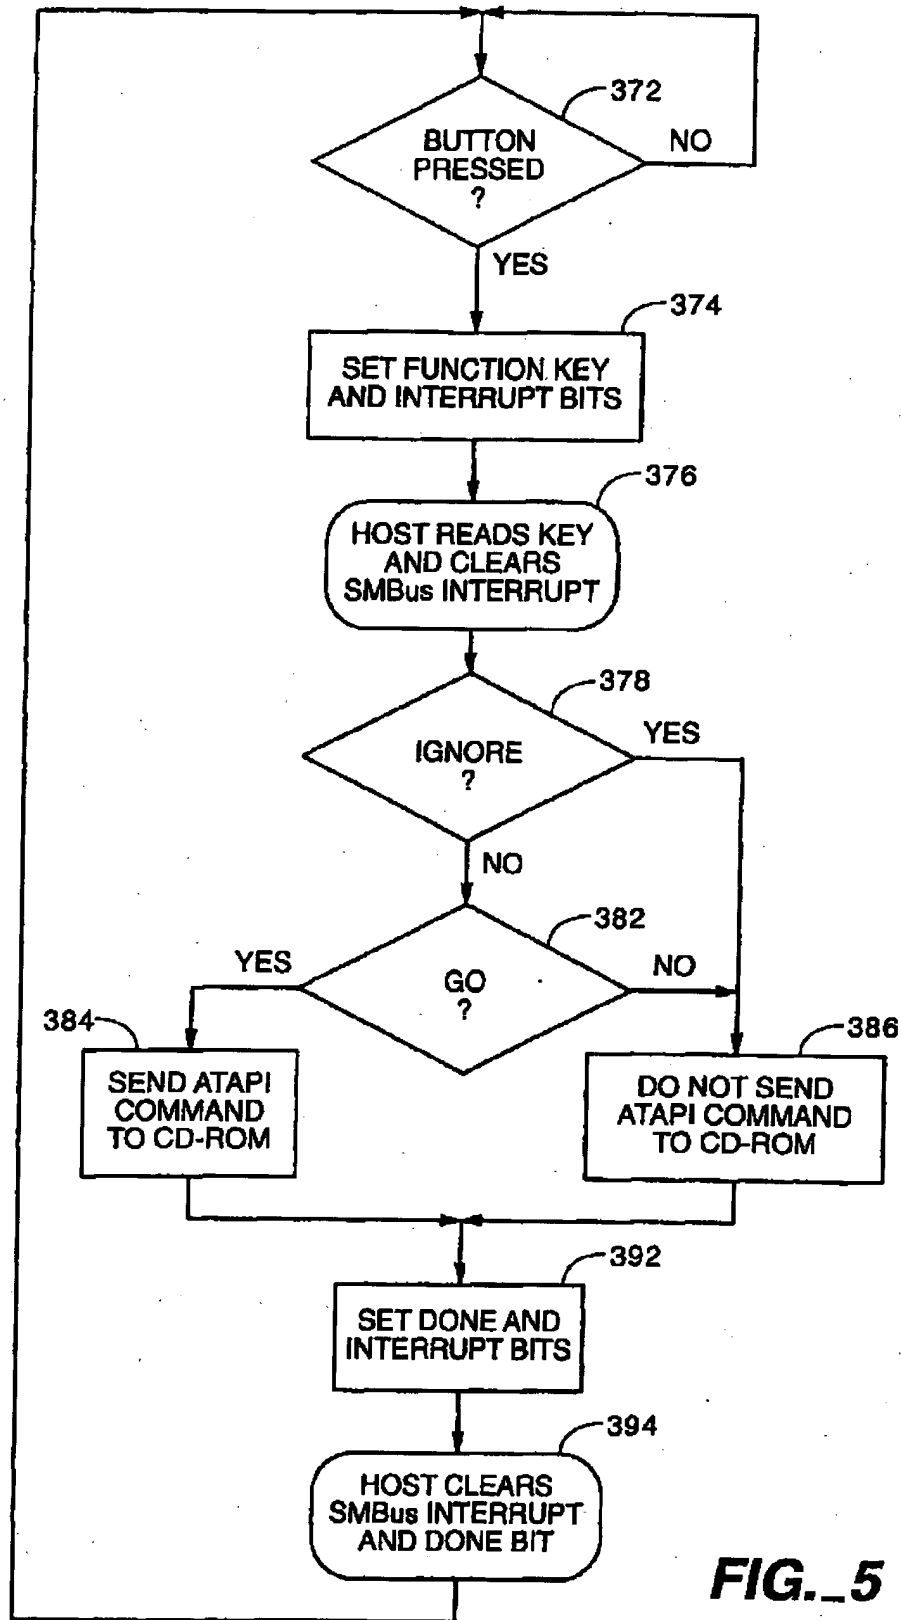 372
BUTTON
PRESSED
?
NO
YES
374
SET FUNCTION KEY
AND INTERRUPT BITS
376
HOST READS KEY
AND CLEARS
SMBus INTERRUPT
378
IGNORE
?
YES
NO
382
GO
?
YES
NO
384
SEND ATAPI
COMMAND
TO CD-ROM
386
DO NOT SEND
ATAPI COMMAND
TO CD-ROM
392
SET DONE AND
INTERRUPT BITS
394
HOST CLEARS
SMBus INTERRUPT
AND DONE BIT
FIG._5